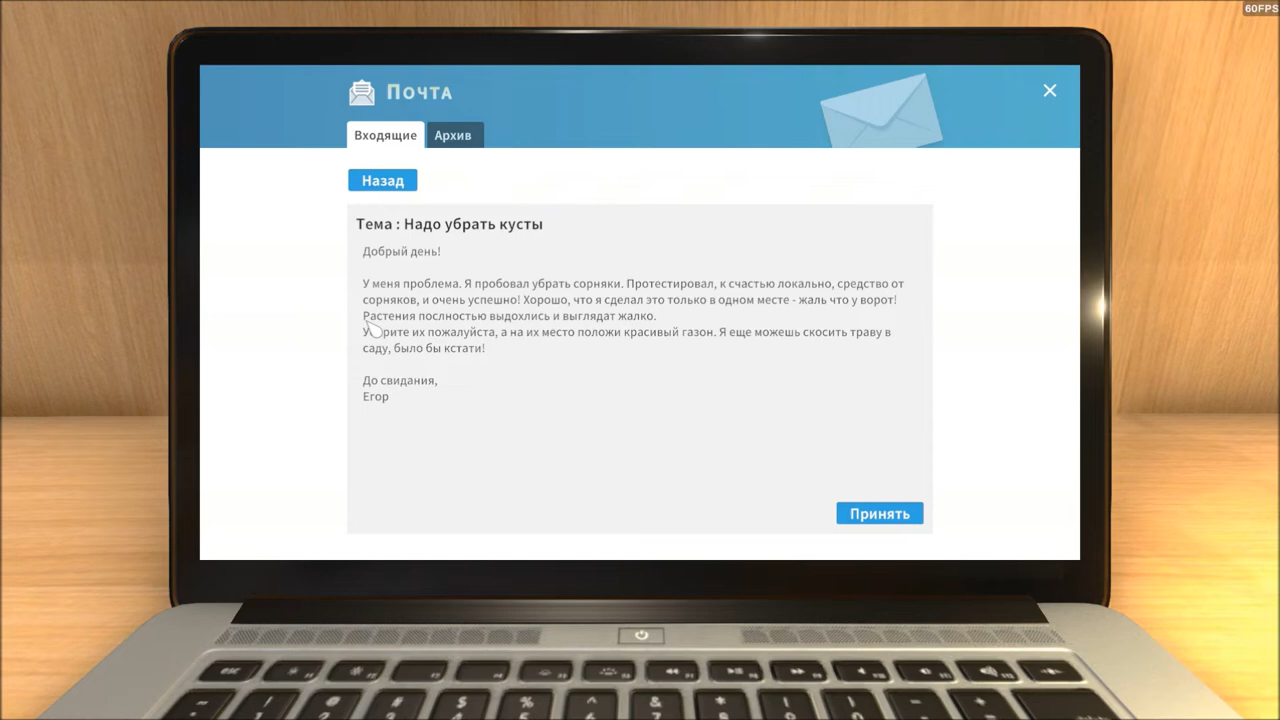 60FPS
Почта
Входящие
Архив
Назад
Тема : Надо убрать кусты
Добрый день!
У меня проблема. Я пробовал убрать сорняки. Протестировал, к счастью локально, средство от
сорняков, и очень успешно! Хорошо, что я сделал это только в одном месте - жаль что у ворот!
Растения послностью выдохлись и выглядат жалко.
их пожалуйста, а на их место положи красивый газон. Я еще можешь скосить траву в
саду, было бы кстати!
До свидания,
Егор
Принять
esc